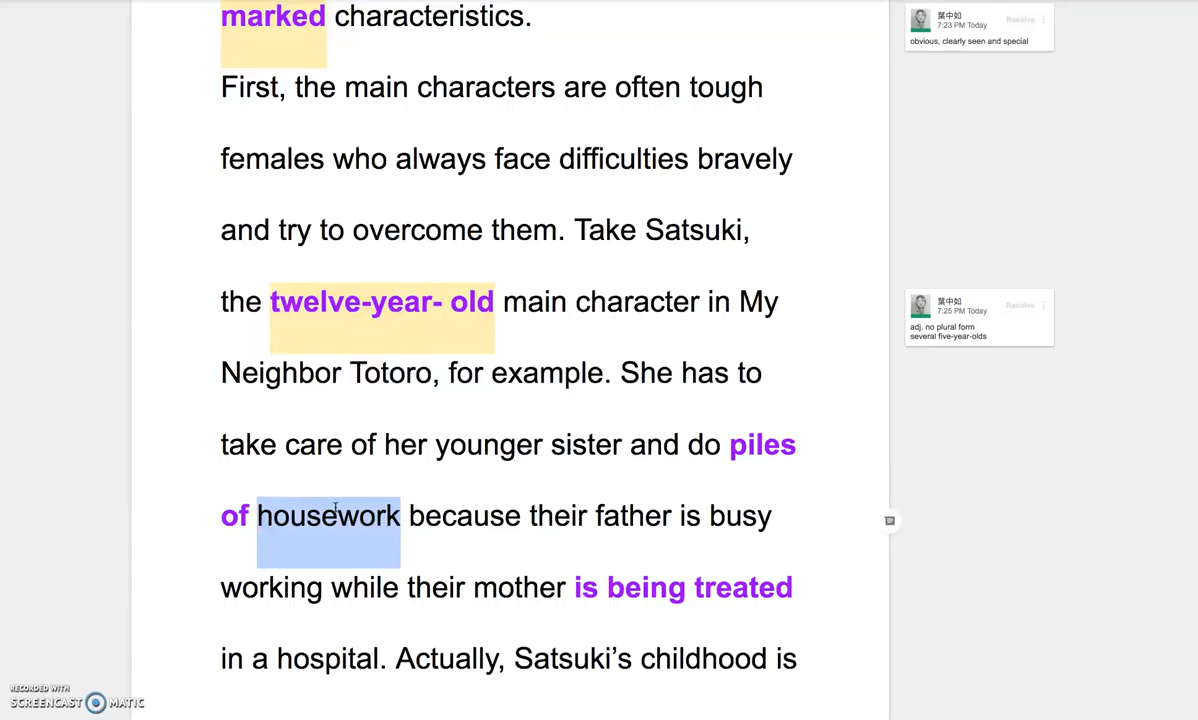 marked characteristics.
First, the main characters are often tough
females who always face difficulties bravely
and try to overcome them. Take Satsuki,
the twelve-year- old main character in My
Neighbor Totoro, for example. She has to
take care of her younger sister and do piles
of housework because their father is busy
working while their mother is being treated
in a hospital. Actually, Satsuki’s childhood is
葉中如
7:23 PM Today
Resolve
obvious, clearly seen and special
葉中如
7:25 PM Today
Resolve
adj. no plural form
several five-year-olds
RECORDED WITH
SCREENCAST MATIC